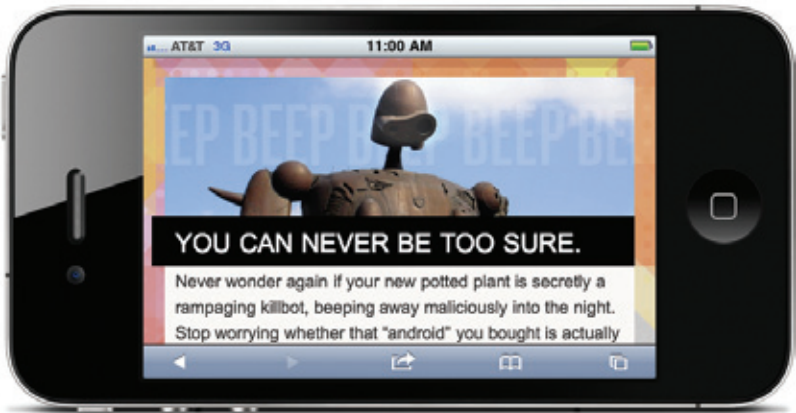 AT&T 3G 11:00 AM
EEP BEEP BEEP BEEP BE
YOU CAN NEVER BE TOO SURE.
Never wonder again if your new potted plant is secretly a
rampaging killbot, beeping away maliciously into the night.
Stop worrying whether that “android” you bought is actually